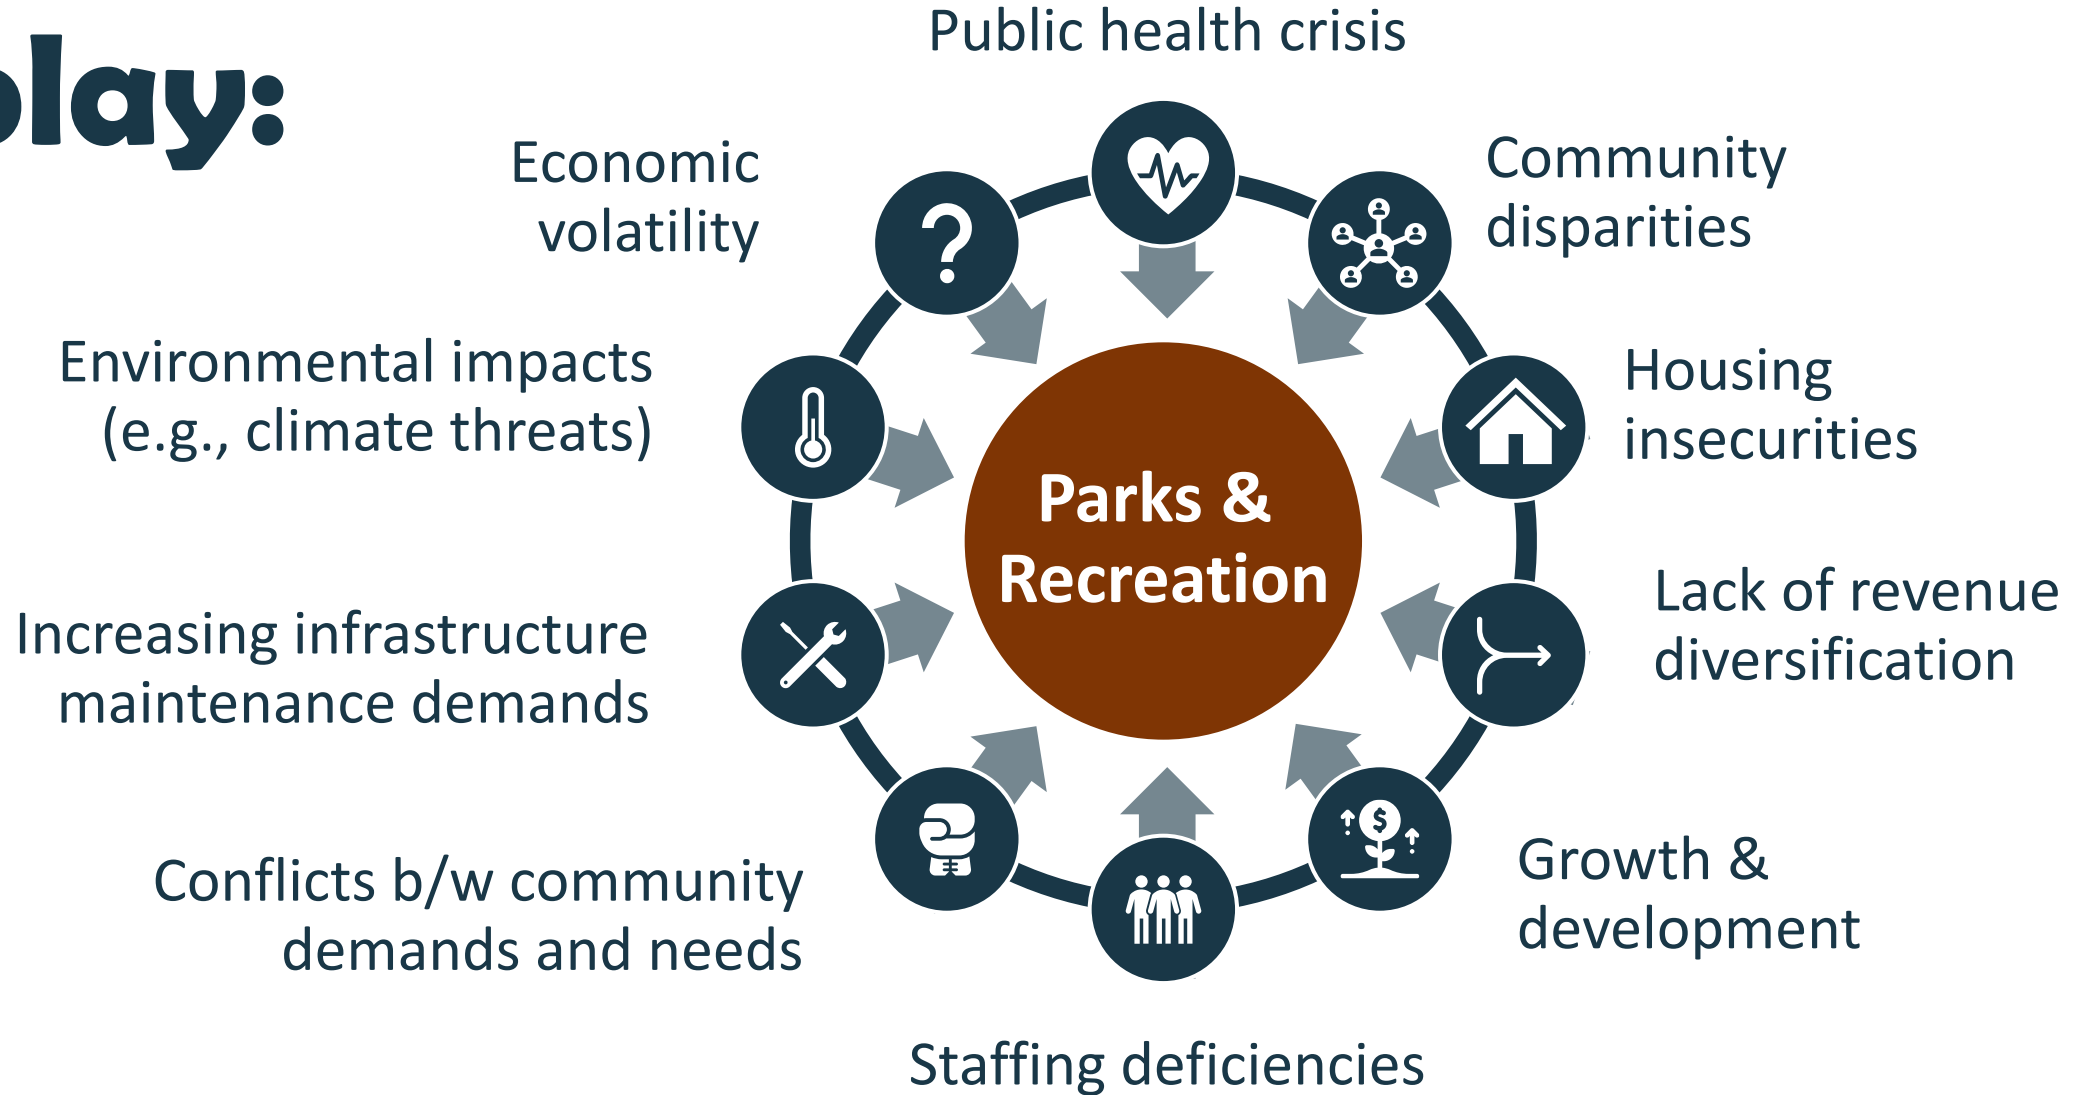 play:
Public health crisis
Community
disparities
Housing
insecurities
Lack of revenue
diversification
Growth &
development
Staffing deficiencies
Conflicts b/w community
demands and needs
Increasing infrastructure
maintenance demands
Environmental impacts
(e.g., climate threats)
Economic
volatility
Parks &
Recreation
$